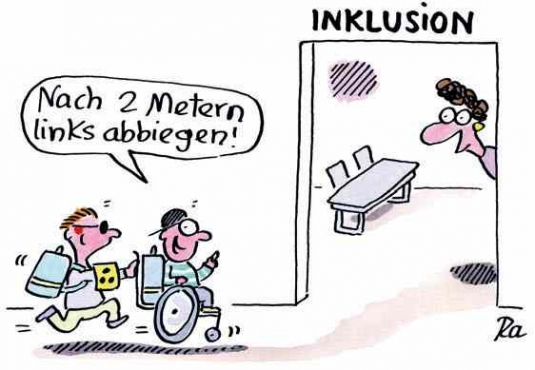 INKLUSION
Nach 2 Metern
links abbiegen!
Ra